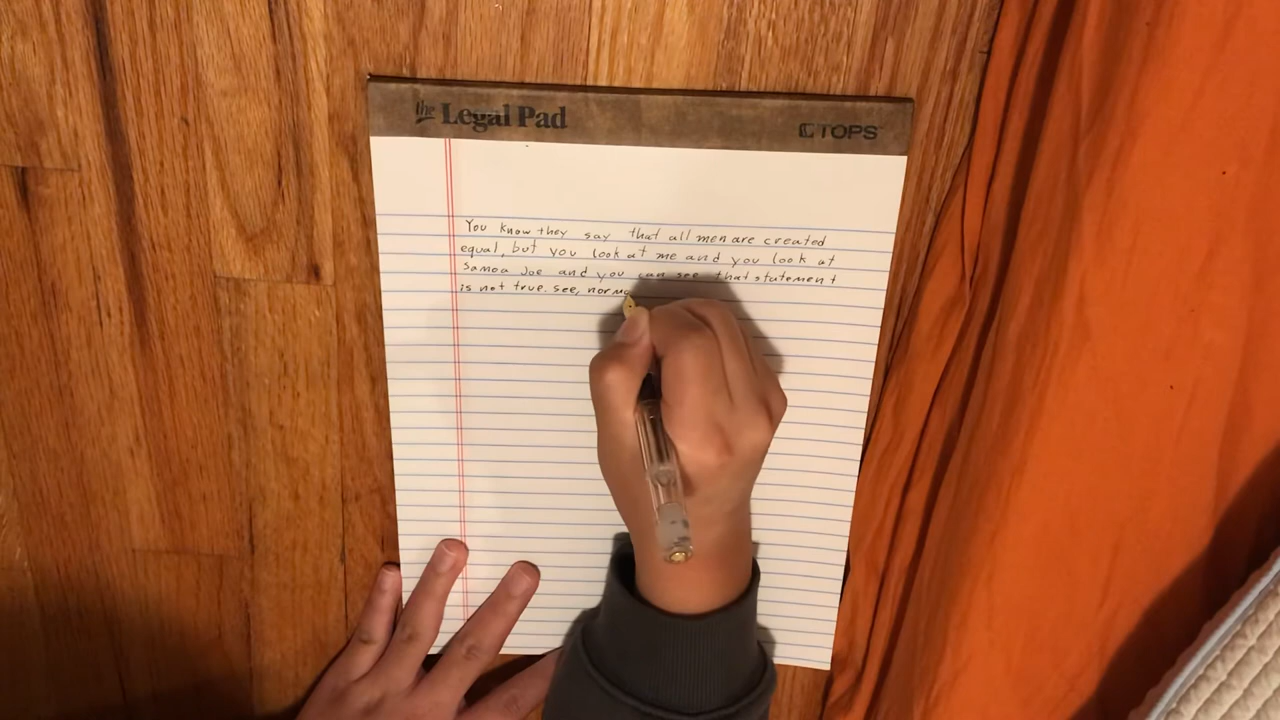 the Legal Pad
TOPS
You know they say that all men are created
equal, but you look at me and you look at
Samoa Joe and you can see that statement
is not true. see, norma